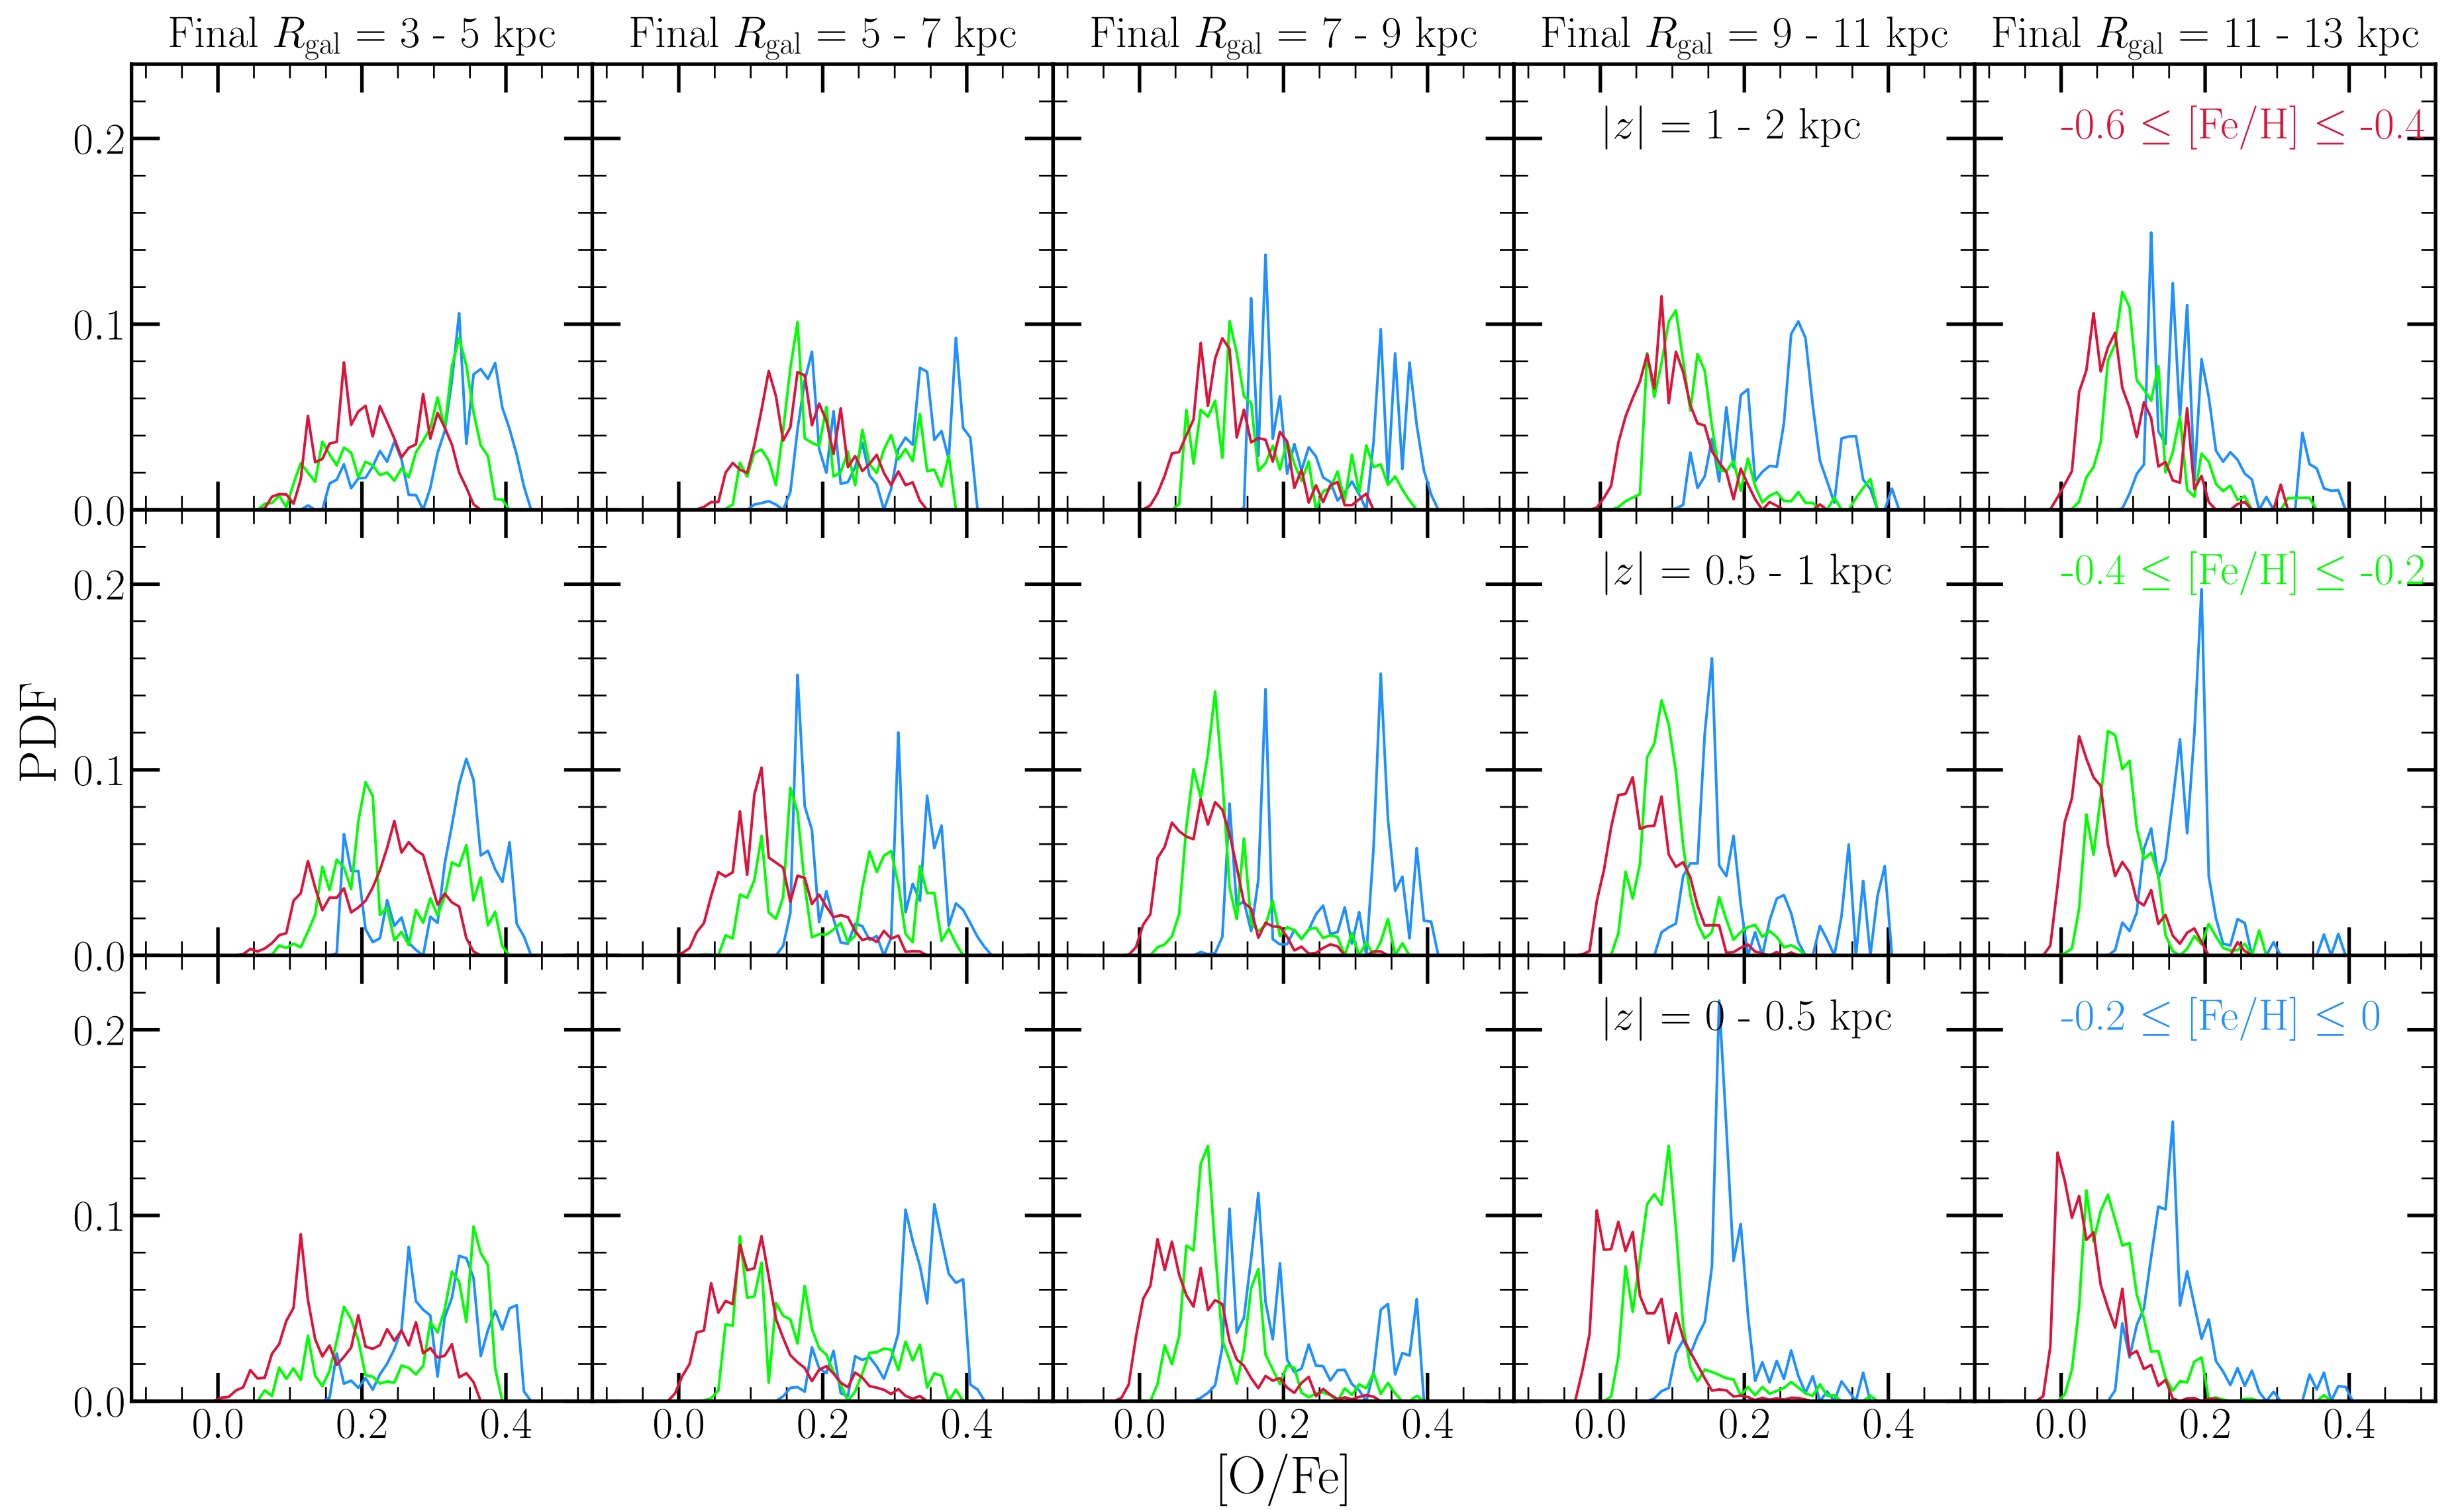 Final R_gal = 3 - 5 kpc Final R_gal = 5 - 7 kpc Final R_gal = 7 - 9 kpc Final R_gal = 9 - 11 kpc Final R_gal = 11 - 13 kpc
|z| = 1 - 2 kpc -0.6 ≤ [Fe/H] ≤ -0.4
0.2
0.1
0.0
|z| = 0.5 - 1 kpc -0.4 ≤ [Fe/H] ≤ -0.2
0.2
0.1
0.0
PDF
|z| = 0 - 0.5 kpc -0.2 ≤ [Fe/H] ≤ 0
0.2
0.1
0.0
0.0 0.2 0.4 0.0 0.2 0.4 0.0 0.2 0.4 0.0 0.2 0.4 0.0 0.2 0.4
[O/Fe]